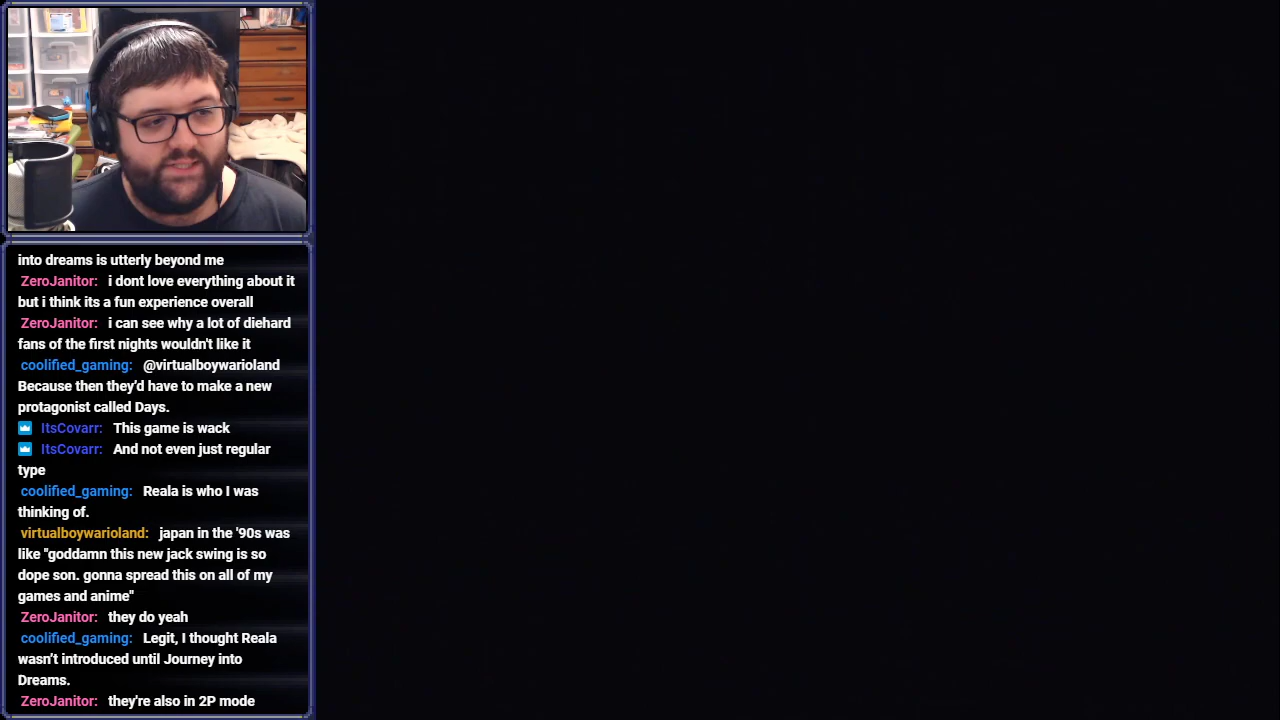 into dreams is utterly beyond me
ZeroJanitor: i dont love everything about it
but i think its a fun experience overall
ZeroJanitor: i can see why a lot of diehard
fans of the first nights wouldn't like it
coolified_gaming: @virtualboywarioland
Because then they'd have to make a new
protagonist called Days.
ItsCovarr: This game is wack
ItsCovarr: And not even just regular
type
coolified_gaming: Reala is who I was
thinking of.
virtualboywarioland: japan in the '90s was
like "goddamn this new jack swing is so
dope son. gonna spread this on all of my
games and anime"
ZeroJanitor: they do yeah
coolified_gaming: Legit, I thought Reala
wasn't introduced until Journey into
Dreams.
ZeroJanitor: they're also in 2P mode